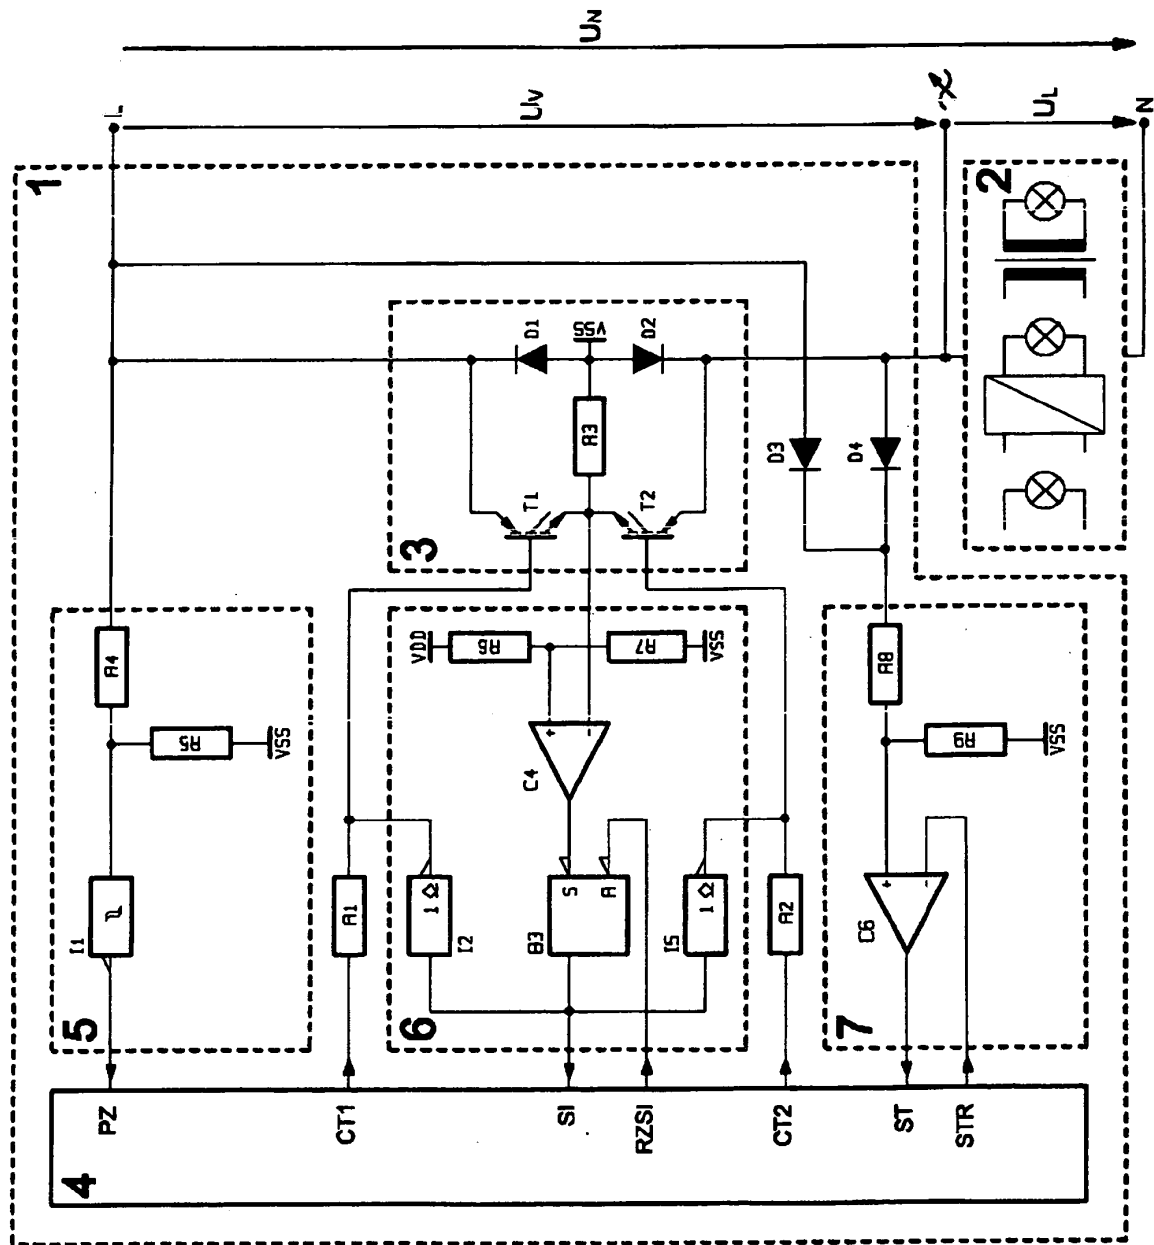 UN
L
UV
UL
N
1
2
D1
VSS
D2
R3
T1
T2
3
D3
D4
R4
R5
VSS
I1
5
VDD
R6
R7
VSS
+
-
C4
R1
1 Ω
I2
S
R
B3
1 Ω
I5
R2
6
R8
R9
VSS
+
-
C6
7
PZ
CT1
SI
RZSI
CT2
ST
STR
4